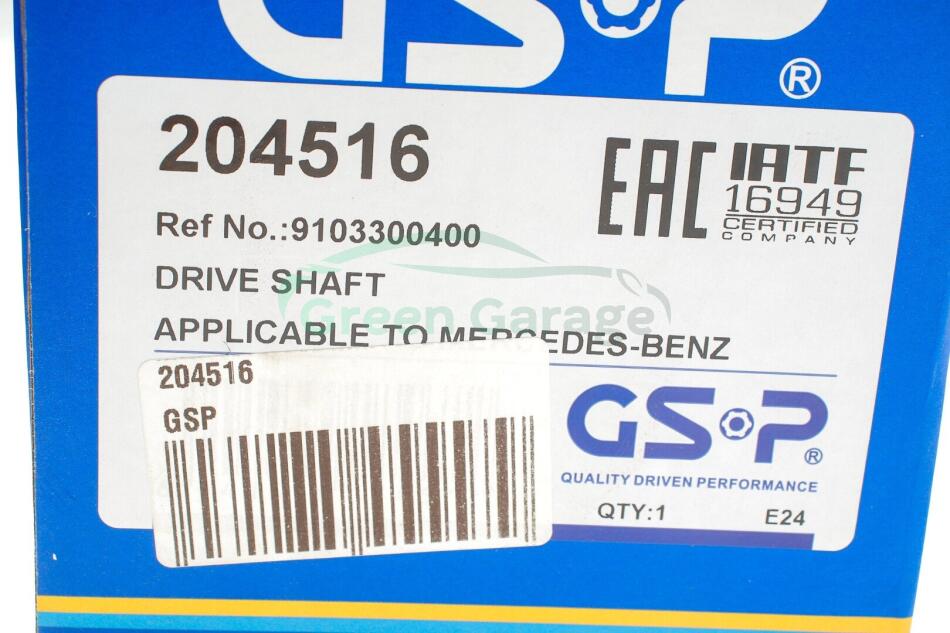 GSP
®
204516
EAC
IATF
16949
CERTIFIED
COMPANY
Ref No.:9103300400
DRIVE SHAFT
Green Garage
APPLICABLE TO MERCEDES-BENZ
204516
GSP
GSP®
QUALITY DRIVEN PERFORMANCE
QTY:1 E24